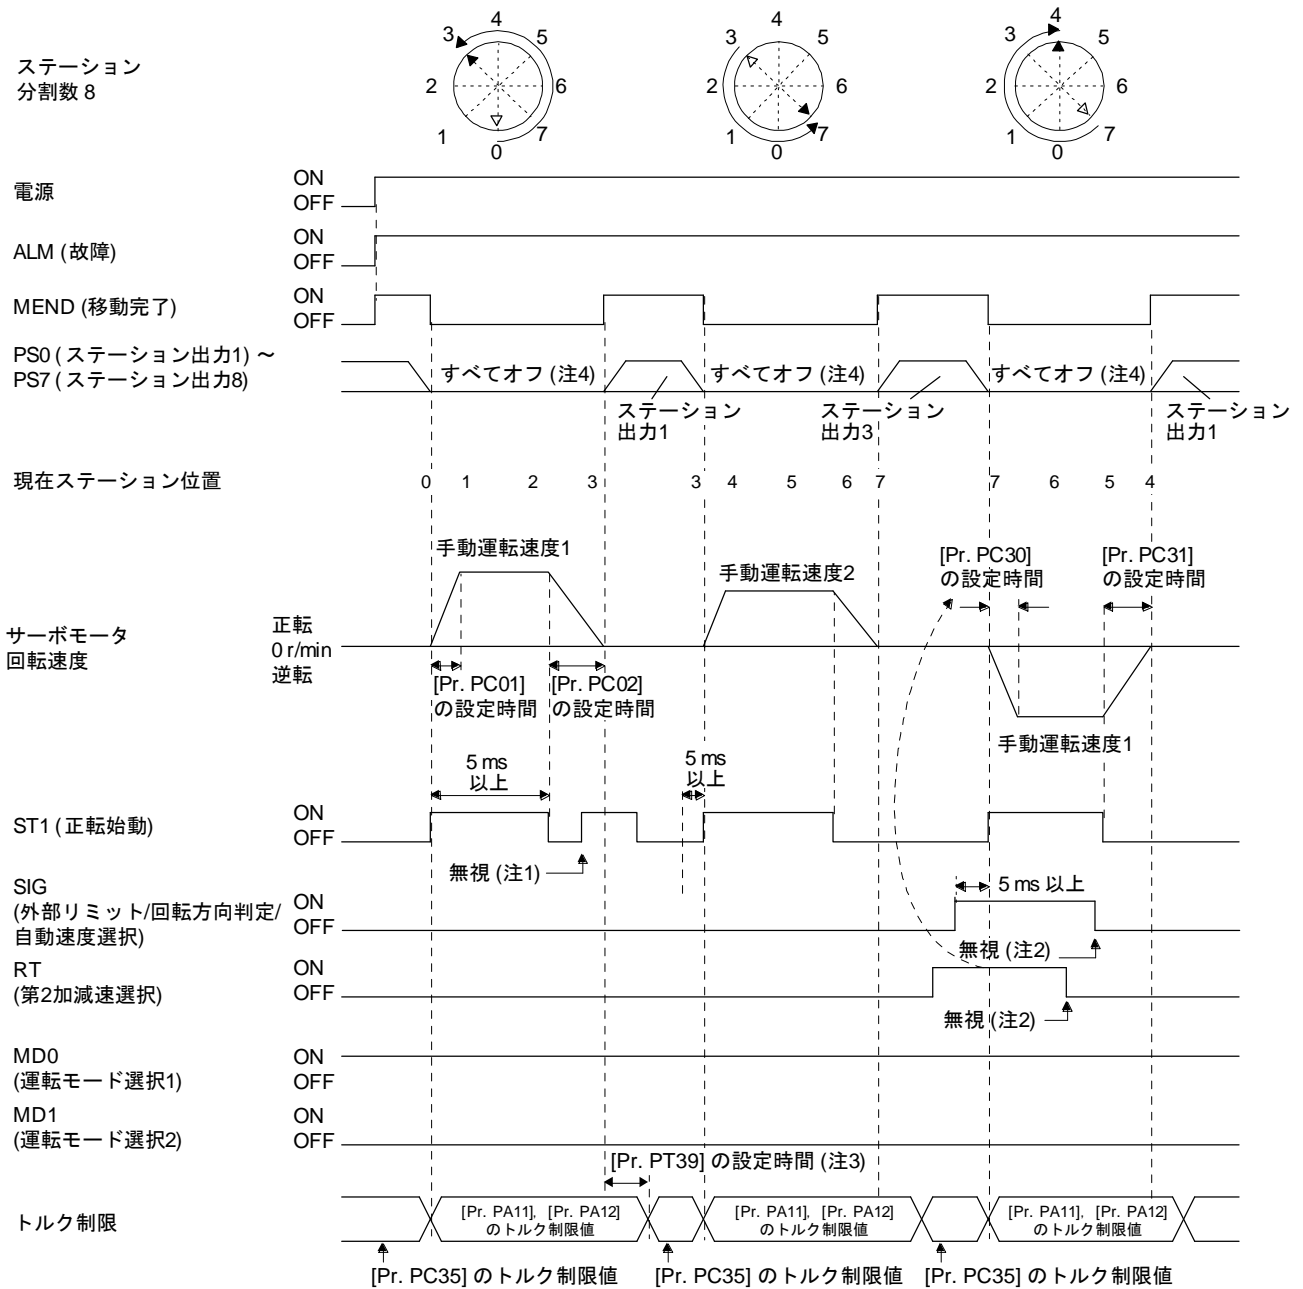 ステーション
分割数 8
4
3
5
2
6
1
7
0
4
3
5
2
6
1
7
0
4
3
5
2
6
1
7
0
電源
ON
OFF
ALM (故障)
ON
OFF
MEND (移動完了)
ON
OFF
PS0 (ステーション出力1) ～
PS7 (ステーション出力8)
すべてオフ (注4)
すべてオフ (注4)
すべてオフ (注4)
ステーション
出力1
ステーション
出力3
ステーション
出力1
現在ステーション位置
0 1 2 3 3 4 5 6 7 7 6 5 4
サーボモータ
回転速度
正転
0 r/min
逆転
手動運転速度1
手動運転速度2
[Pr. PC30]
の設定時間
[Pr. PC31]
の設定時間
[Pr. PC01]
の設定時間
[Pr. PC02]
の設定時間
手動運転速度1
5 ms
以上
5 ms
以上
ST1 (正転始動)
ON
OFF
無視 (注1)
SIG
(外部リミット/回転方向判定/
自動速度選択)
ON
OFF
5 ms 以上
無視 (注2)
RT
(第2加減速選択)
ON
OFF
無視 (注2)
MD0
(運転モード選択1)
ON
OFF
MD1
(運転モード選択2)
ON
OFF
[Pr. PT39] の設定時間 (注3)
トルク制限
[Pr. PA11], [Pr. PA12]
のトルク制限値
[Pr. PA11], [Pr. PA12]
のトルク制限値
[Pr. PA11], [Pr. PA12]
のトルク制限値
[Pr. PC35] のトルク制限値
[Pr. PC35] のトルク制限値
[Pr. PC35] のトルク制限値